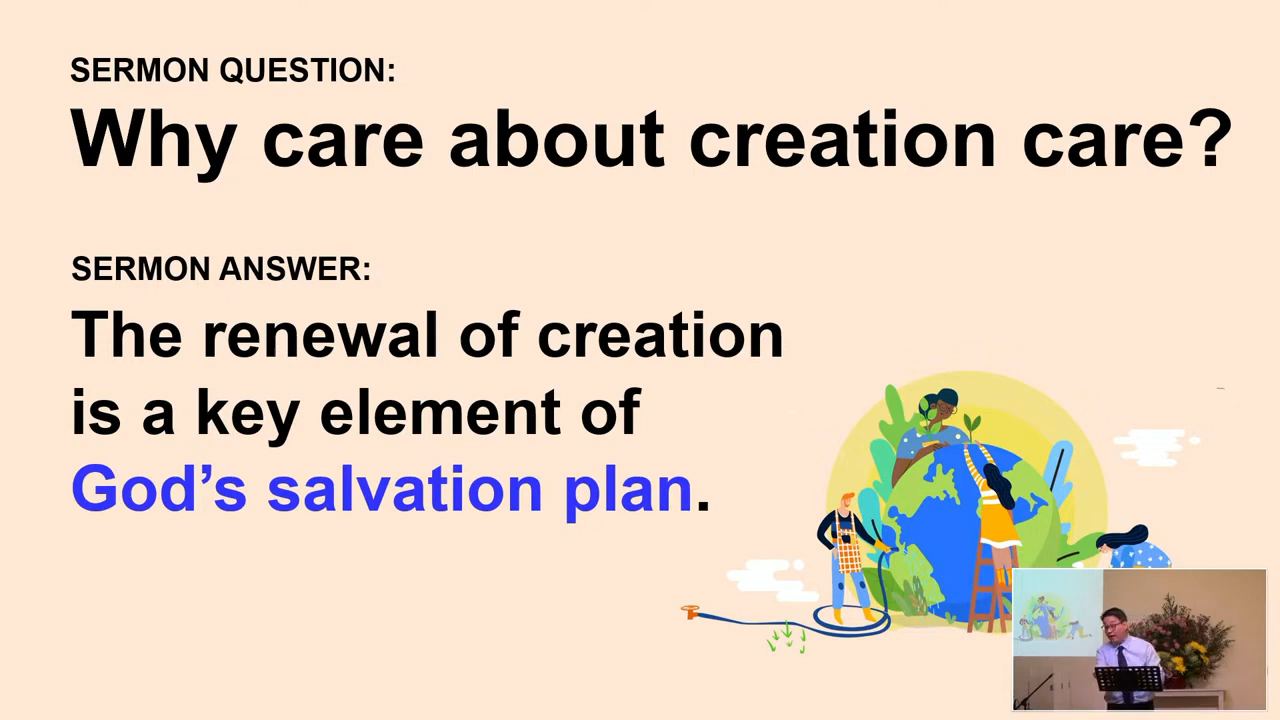 SERMON QUESTION:
Why care about creation care?
SERMON ANSWER:
The renewal of creation
is a key element of
God’s salvation plan.